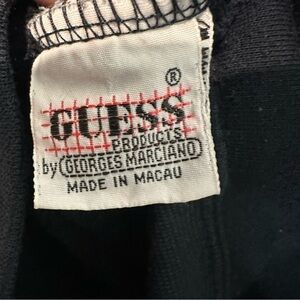 ®
GUESS
PRODUCTS
by GEORGES MARCIANO
MADE IN MACAU